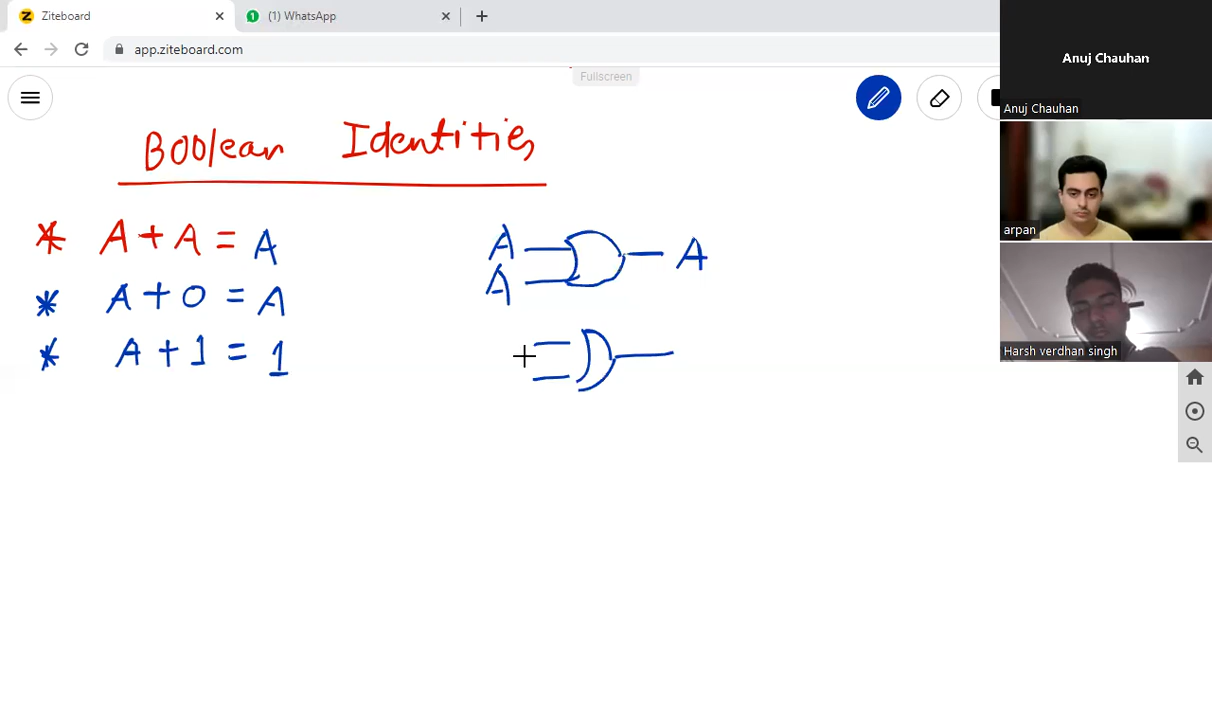 Ziteboard
(1) WhatsApp
app.ziteboard.com
Fullscreen
Boolean Identities
* A + A = A
* A + 0 = A
* A + 1 = 1
A
A
A
Anuj Chauhan
Anuj Chauhan
arpan
Harsh verdhan singh